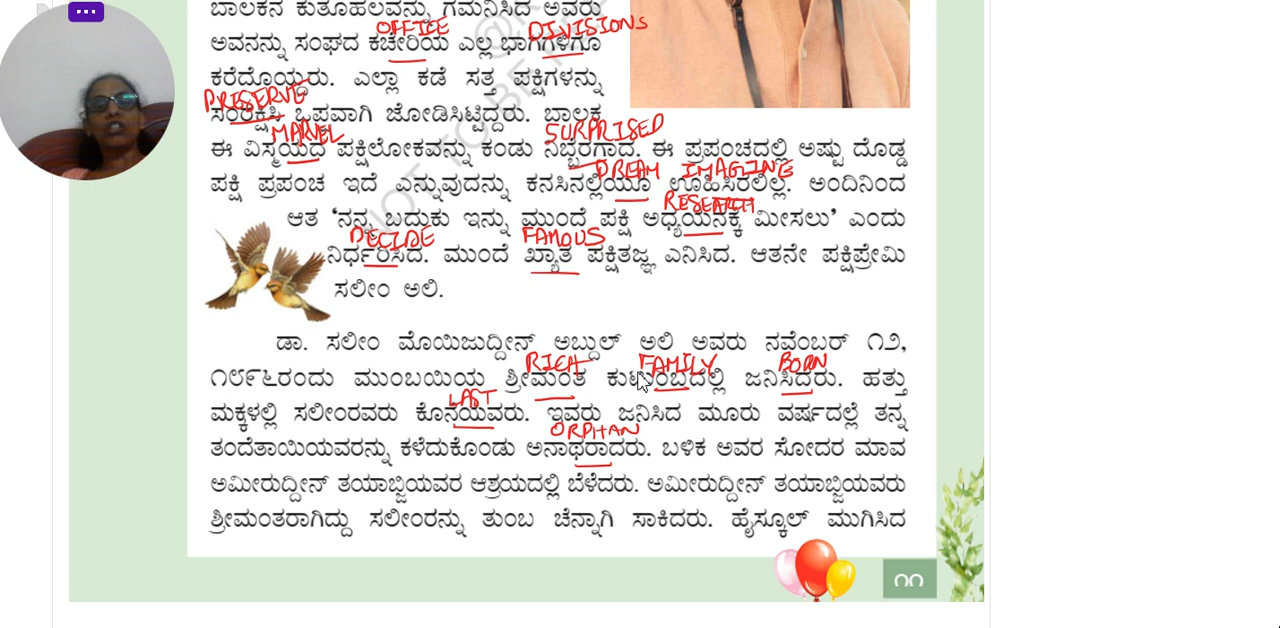 ಬಾಲಕನ ಕುತೂಹಲವನ್ನು ಗಮನಿಸಿದ ಅವರು
OFFICE DIVISIONS
ಅವನನ್ನು ಸಂಘದ ಕಚೇರಿಯ ಎಲ್ಲ ಭಾಗಗಳಿಗೂ
ಕರೆದೊಯ್ದರು. ಎಲ್ಲಾ ಕಡೆ ಸತ್ತ ಪಕ್ಷಿಗಳನ್ನು
PRESERVE
ಸಂರಕ್ಷಿಸಿ ಒಪ್ಪವಾಗಿ ಜೋಡಿಸಿಟ್ಟಿದ್ದರು. ಬಾಲಕ
MARVEL SURPRISED
ಈ ವಿಸ್ಮಯದ ಪಕ್ಷಿಲೋಕವನ್ನು ಕಂಡು ನಿಬ್ಬೆರಗಾದ. ಈ ಪ್ರಪಂಚದಲ್ಲಿ ಅಷ್ಟು ದೊಡ್ಡ
DREAM IMAGINE
ಪಕ್ಷಿ ಪ್ರಪಂಚ ಇದೆ ಎನ್ನುವುದನ್ನು ಕನಸಿನಲ್ಲಿಯೂ ಊಹಿಸಿರಲಿಲ್ಲ. ಅಂದಿನಿಂದ
RESEARCH
ಆತ ‘ನನ್ನ ಬದುಕು ಇನ್ನು ಮುಂದೆ ಪಕ್ಷಿ ಅಧ್ಯಯನಕ್ಕೆ ಮೀಸಲು’ ಎಂದು
DECIDE FAMOUS
ನಿರ್ಧರಿಸಿದ. ಮುಂದೆ ಖ್ಯಾತ ಪಕ್ಷಿತಜ್ಞ ಎನಿಸಿದ. ಆತನೇ ಪಕ್ಷಿಪ್ರೇಮಿ
ಸಲೀಂ ಅಲಿ.
ಡಾ. ಸಲೀಂ ಮೊಯಿಜುದ್ದೀನ್ ಅಬ್ದುಲ್ ಅಲಿ ಅವರು ನವೆಂಬರ್ ೧೨,
RICH FAMILY BORN
೧೮೯೬ರಂದು ಮುಂಬಯಿಯ ಶ್ರೀಮಂತ ಕುಟುಂಬದಲ್ಲಿ ಜನಿಸಿದರು. ಹತ್ತು
LAST
ಮಕ್ಕಳಲ್ಲಿ ಸಲೀಂರವರು ಕೊನೆಯವರು. ಇವರು ಜನಿಸಿದ ಮೂರು ವರ್ಷದಲ್ಲೆ ತನ್ನ
ORPHAN
ತಂದೆತಾಯಿಯವರನ್ನು ಕಳೆದುಕೊಂಡು ಅನಾಥರಾದರು. ಬಳಿಕ ಅವರ ಸೋದರ ಮಾವ
ಅಮೀರುದ್ದೀನ್ ತಯಾಬ್ಜಿಯವರ ಆಶ್ರಯದಲ್ಲಿ ಬೆಳೆದರು. ಅಮೀರುದ್ದೀನ್ ತಯಾಬ್ಜಿಯವರು
ಶ್ರೀಮಂತರಾಗಿದ್ದು ಸಲೀಂರನ್ನು ತುಂಬ ಚೆನ್ನಾಗಿ ಸಾಕಿದರು. ಹೈಸ್ಕೂಲ್ ಮುಗಿಸಿದ
೧೧